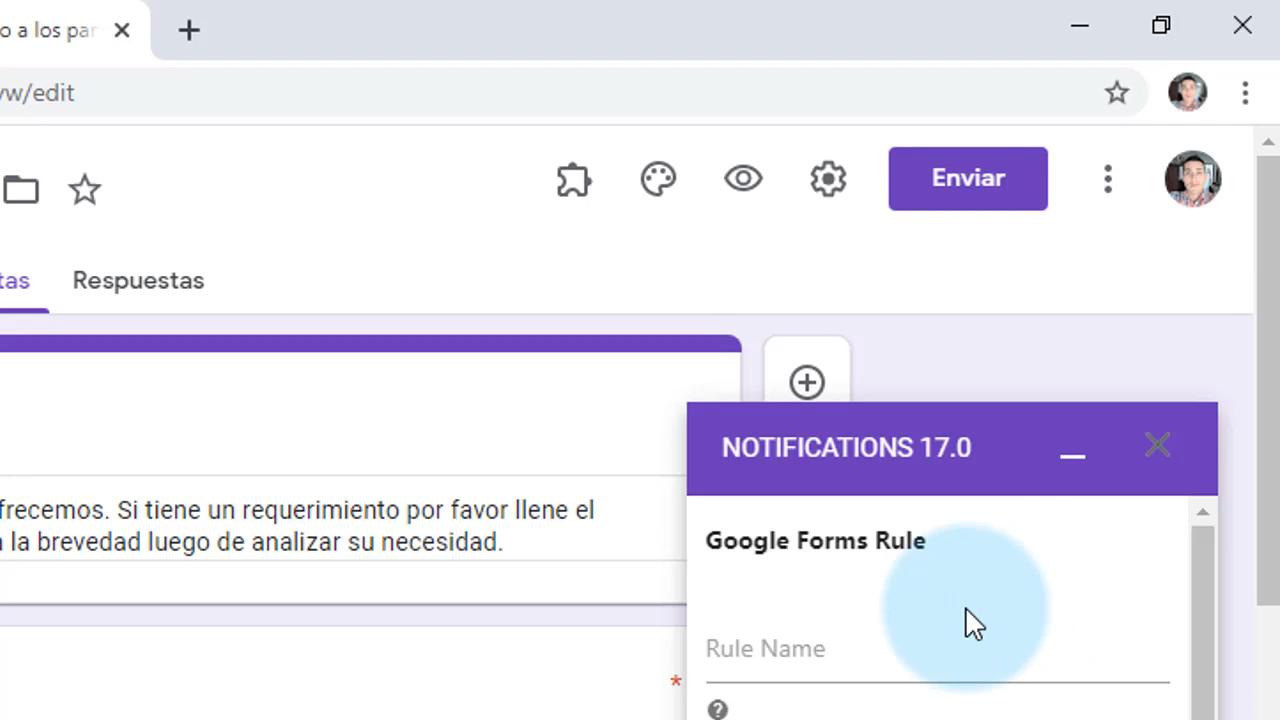 o a los par
w/edit
Enviar
tas Respuestas
frecemos. Si tiene un requerimiento por favor llene el
la brevedad luego de analizar su necesidad.
NOTIFICATIONS 17.0
Google Forms Rule
Rule Name
*